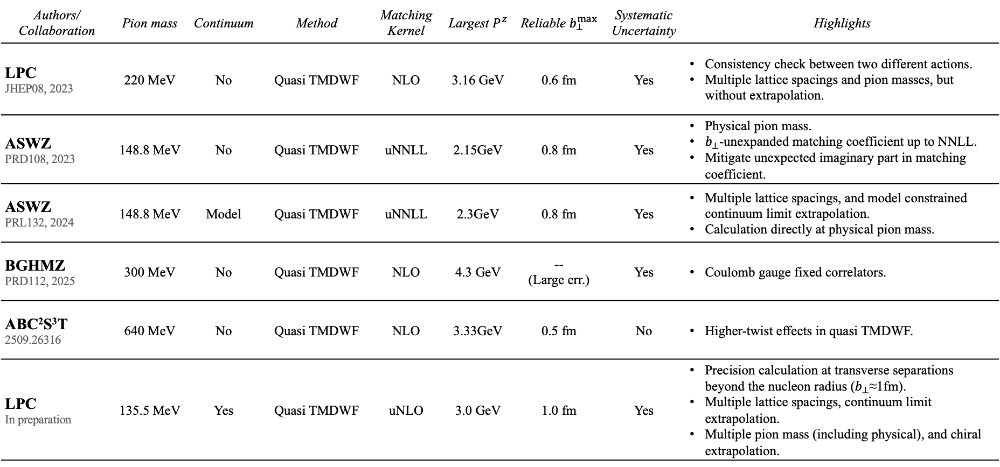 Authors/ Collaboration Pion mass Continuum Method Matching Kernel Largest P^z Reliable b_⊥^max Systematic Uncertainty Highlights
LPC
JHEP08, 2023
220 MeV No Quasi TMDWF NLO 3.16 GeV 0.6 fm Yes
• Consistency check between two different actions.
• Multiple lattice spacings and pion masses, but
without extrapolation.
ASWZ
PRD108, 2023
148.8 MeV No Quasi TMDWF uNNLL 2.15GeV 0.8 fm Yes
• Physical pion mass.
• b⊥-unexpanded matching coefficient up to NNLL.
• Mitigate unexpected imaginary part in matching
coefficient.
ASWZ
PRL132, 2024
148.8 MeV Model Quasi TMDWF uNNLL 2.3GeV 0.8 fm Yes
• Multiple lattice spacings, and model constrained
continuum limit extrapolation.
• Calculation directly at physical pion mass.
BGHMZ
PRD112, 2025
300 MeV No Quasi TMDWF NLO 4.3 GeV --
(Large err.)
Yes
• Coulomb gauge fixed correlators.
ABC²S³T
2509.26316
640 MeV No Quasi TMDWF NLO 3.33GeV 0.5 fm No
• Higher-twist effects in quasi TMDWF.
LPC
In preparation
135.5 MeV Yes Quasi TMDWF uNLO 3.0 GeV 1.0 fm Yes
• Precision calculation at transverse separations
beyond the nucleon radius (b⊥≈1fm).
• Multiple lattice spacings, continuum limit
extrapolation.
• Multiple pion mass (including physical), and chiral
extrapolation.